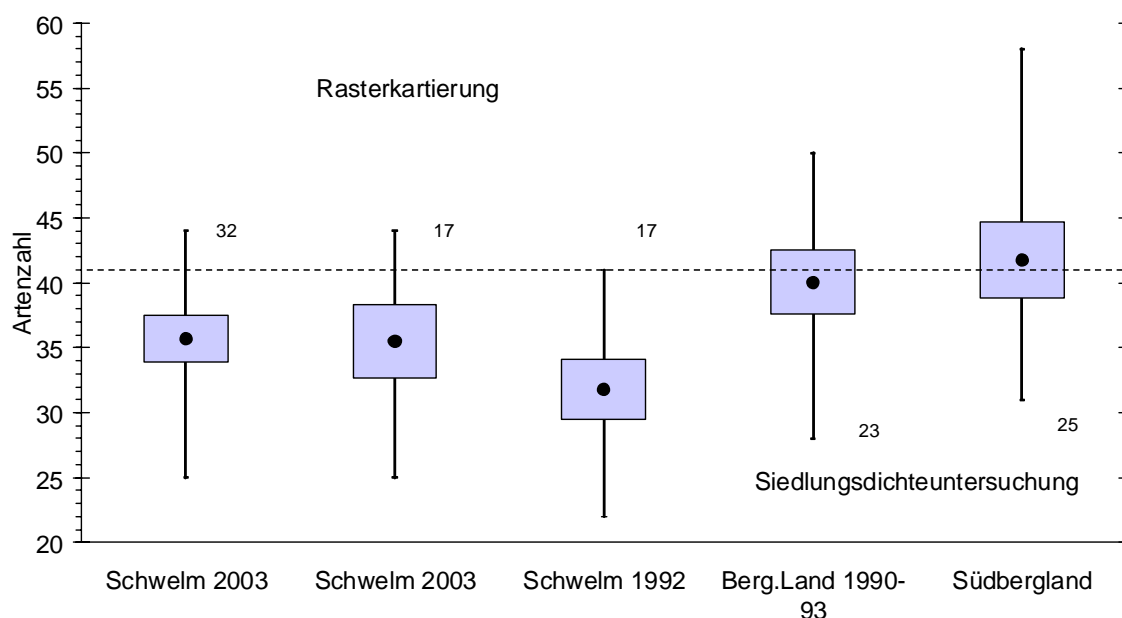 60
55
50
45
40
35
30
25
20
Artenzahl
Rasterkartierung
32
17
17
23
25
Siedlungsdichteuntersuchung
Schwelm 2003
Schwelm 2003
Schwelm 1992
Berg.Land 1990-
93
Südbergland